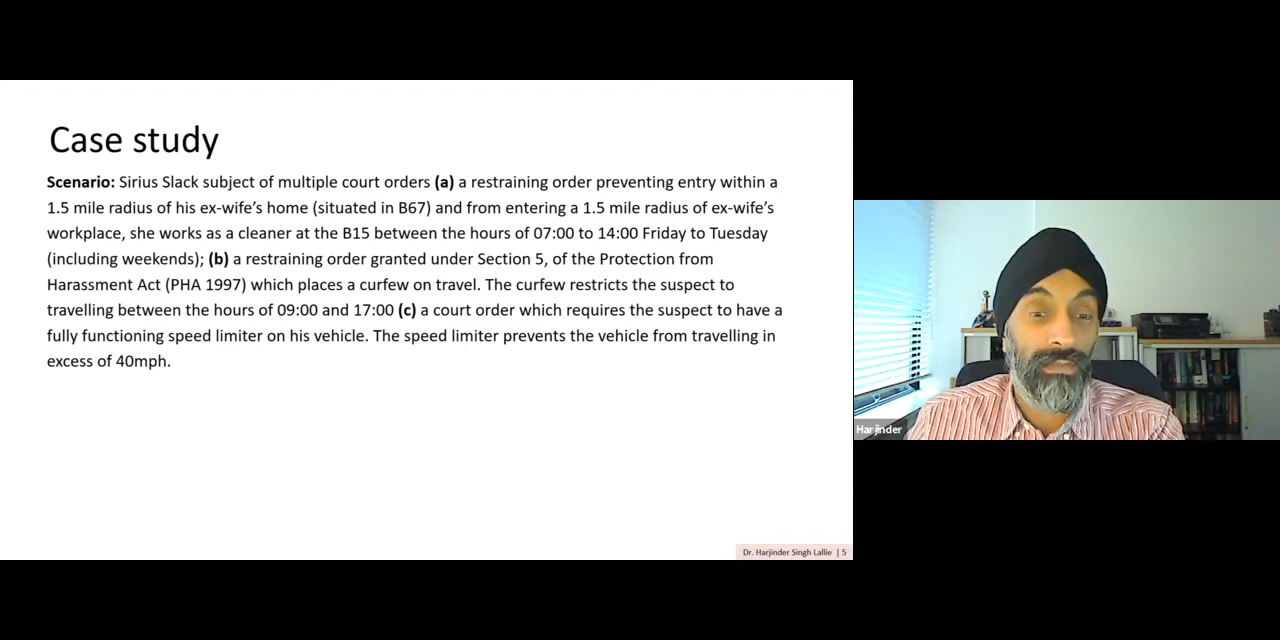 Case study
Scenario: Sirius Slack subject of multiple court orders (a) a restraining order preventing entry within a
1.5 mile radius of his ex-wife’s home (situated in B67) and from entering a 1.5 mile radius of ex-wife’s
workplace, she works as a cleaner at the B15 between the hours of 07:00 to 14:00 Friday to Tuesday
(including weekends); (b) a restraining order granted under Section 5, of the Protection from
Harassment Act (PHA 1997) which places a curfew on travel. The curfew restricts the suspect to
travelling between the hours of 09:00 and 17:00 (c) a court order which requires the suspect to have a
fully functioning speed limiter on his vehicle. The speed limiter prevents the vehicle from travelling in
excess of 40mph.
Harjinder
Dr. Harjinder Singh Lallie | 5